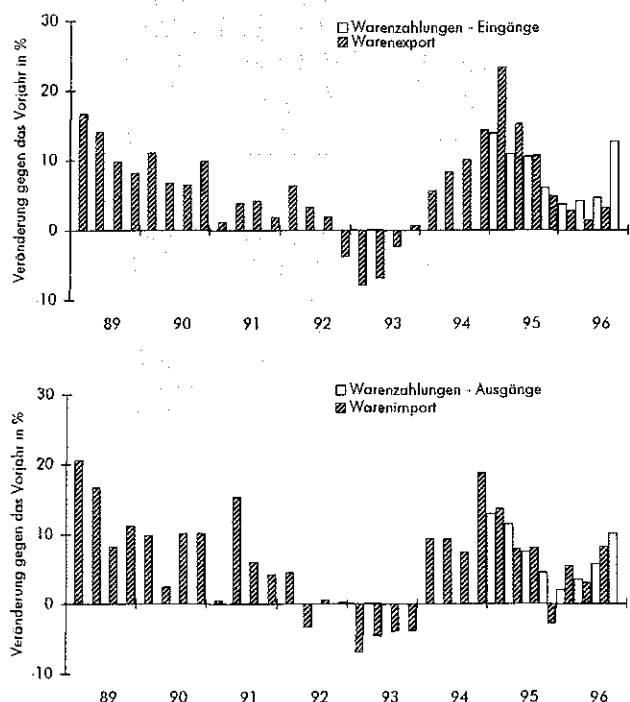 30
20
10
0
-10
Veränderung gegen das Vorjahr in %
Warenzahlungen - Eingänge
Warenexport
89 90 91 92 93 94 95 96
30
20
10
0
-10
Veränderung gegen das Vorjahr in %
Warenzahlungen - Ausgänge
Warenimport
89 90 91 92 93 94 95 96